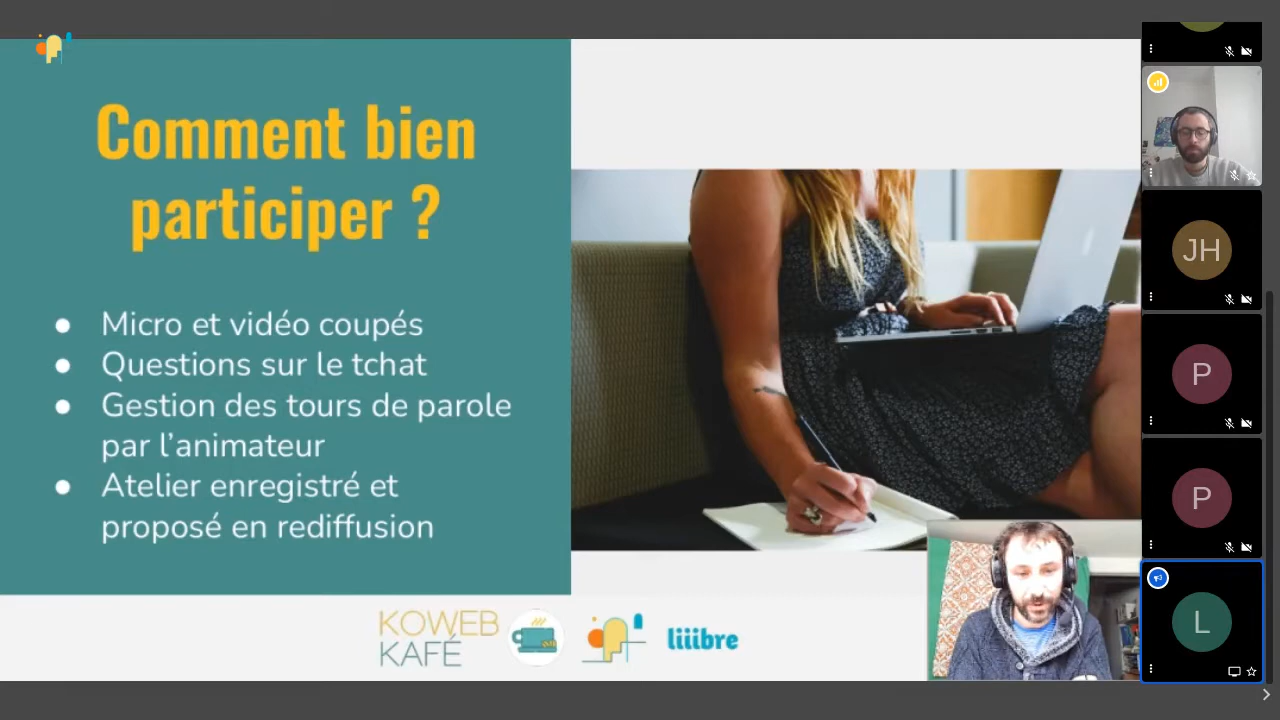 Comment bien
participer ?
● Micro et vidéo coupés
● Questions sur le tchat
● Gestion des tours de parole
par l’animateur
● Atelier enregistré et
proposé en rediffusion
KOWEB
KAFÉ
liiibre
JH
P
P
L